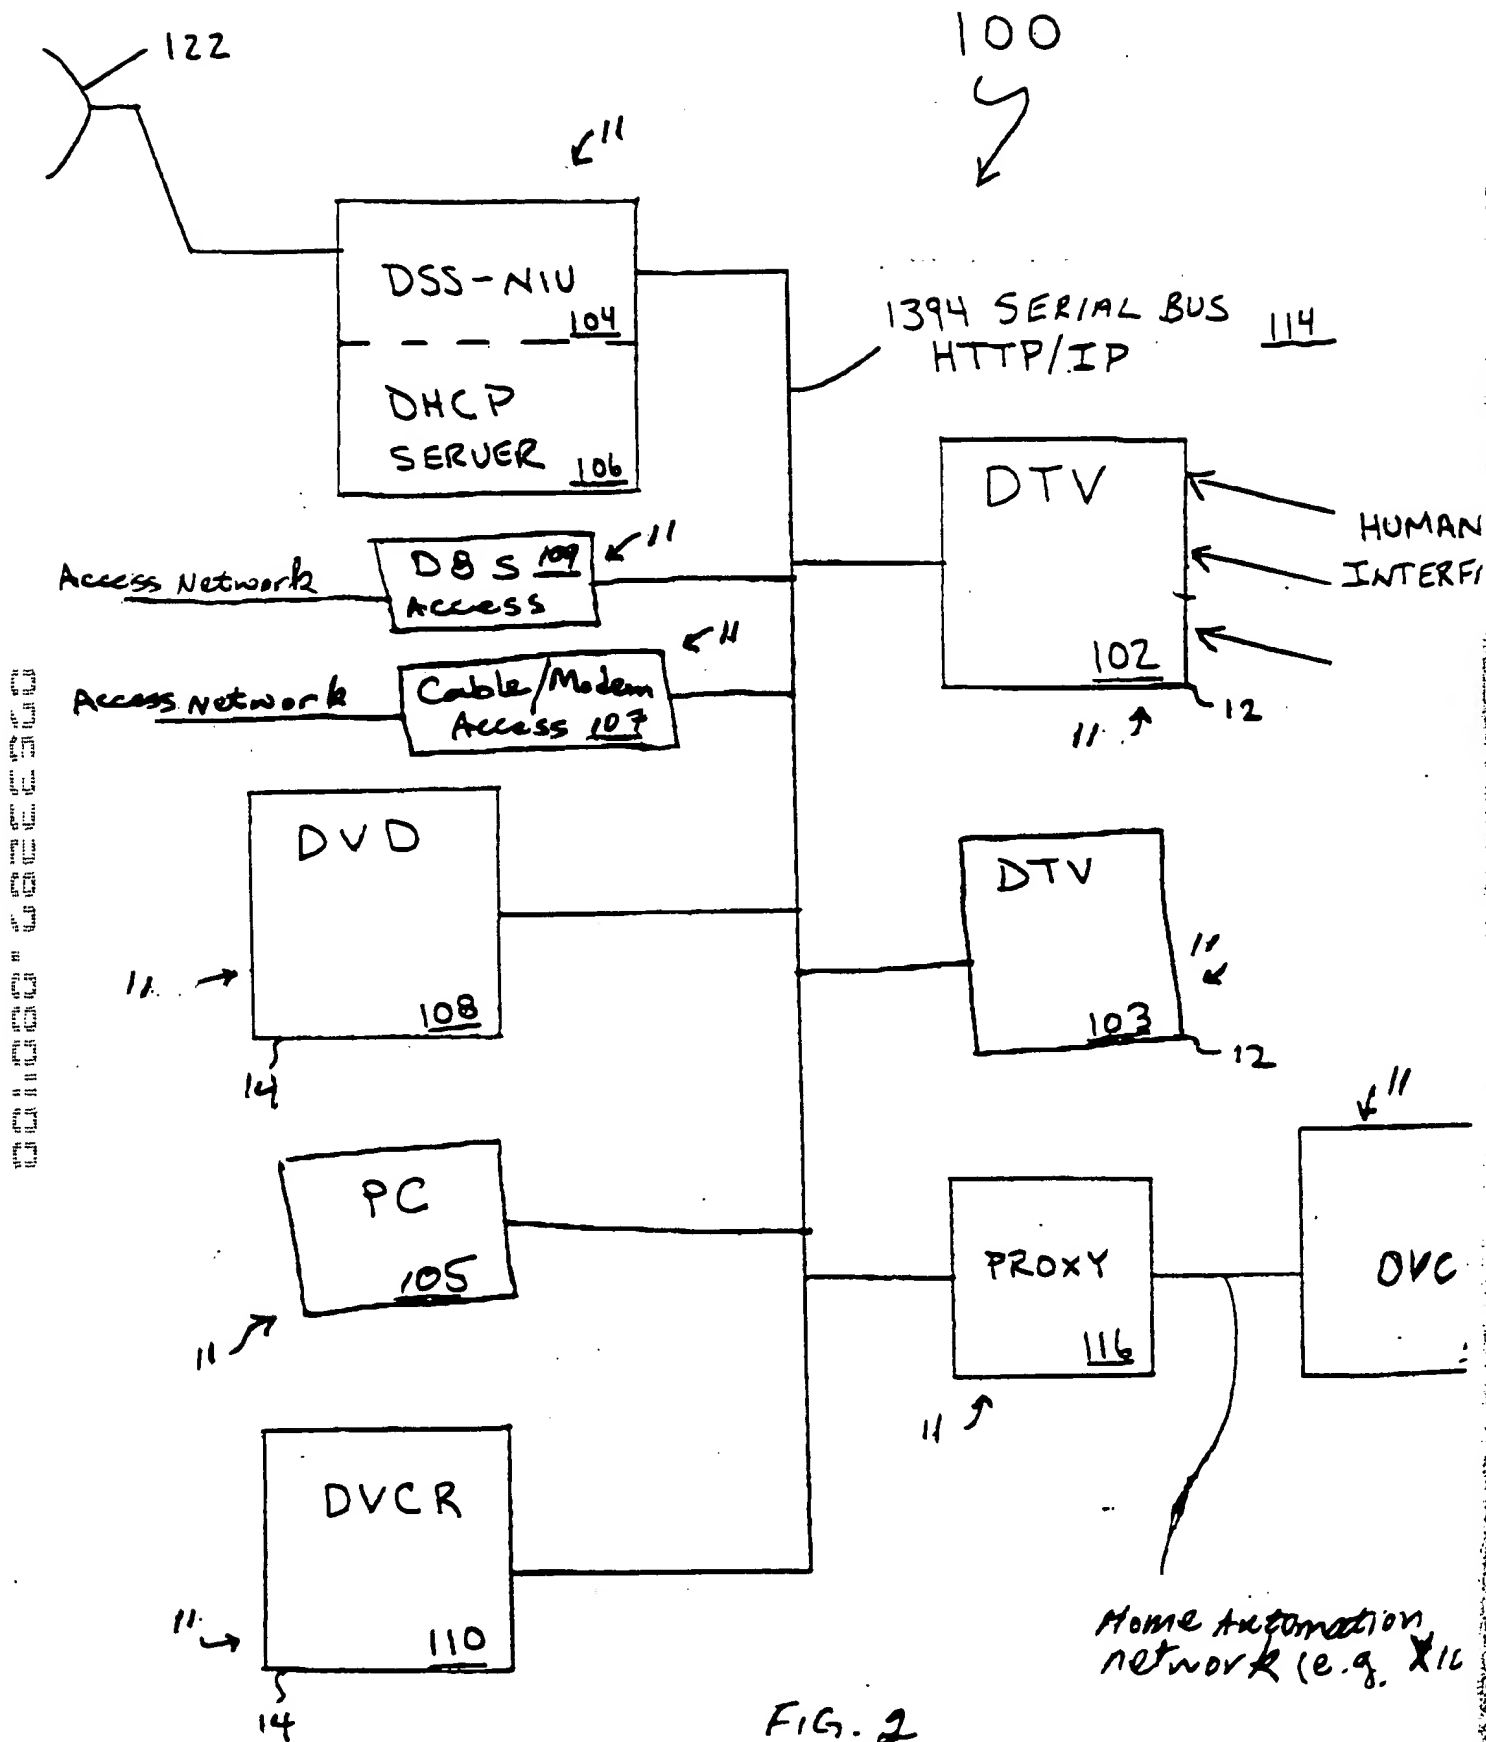 122
100
11
DSS-NIU
104
DHCP
SERVER
106
1394 SERIAL BUS
HTTP/IP
114
DTV
102
HUMAN
12
11
Access Network
DBS 109
Access
11
Access Network
Cable/Modem
Access 107
11
DVD
108
11
14
DTV
103
11
12
PC
105
11
PROXY
116
11
11
DVCR
110
11
14
Home Automation
network (e.g.
FIG. 2